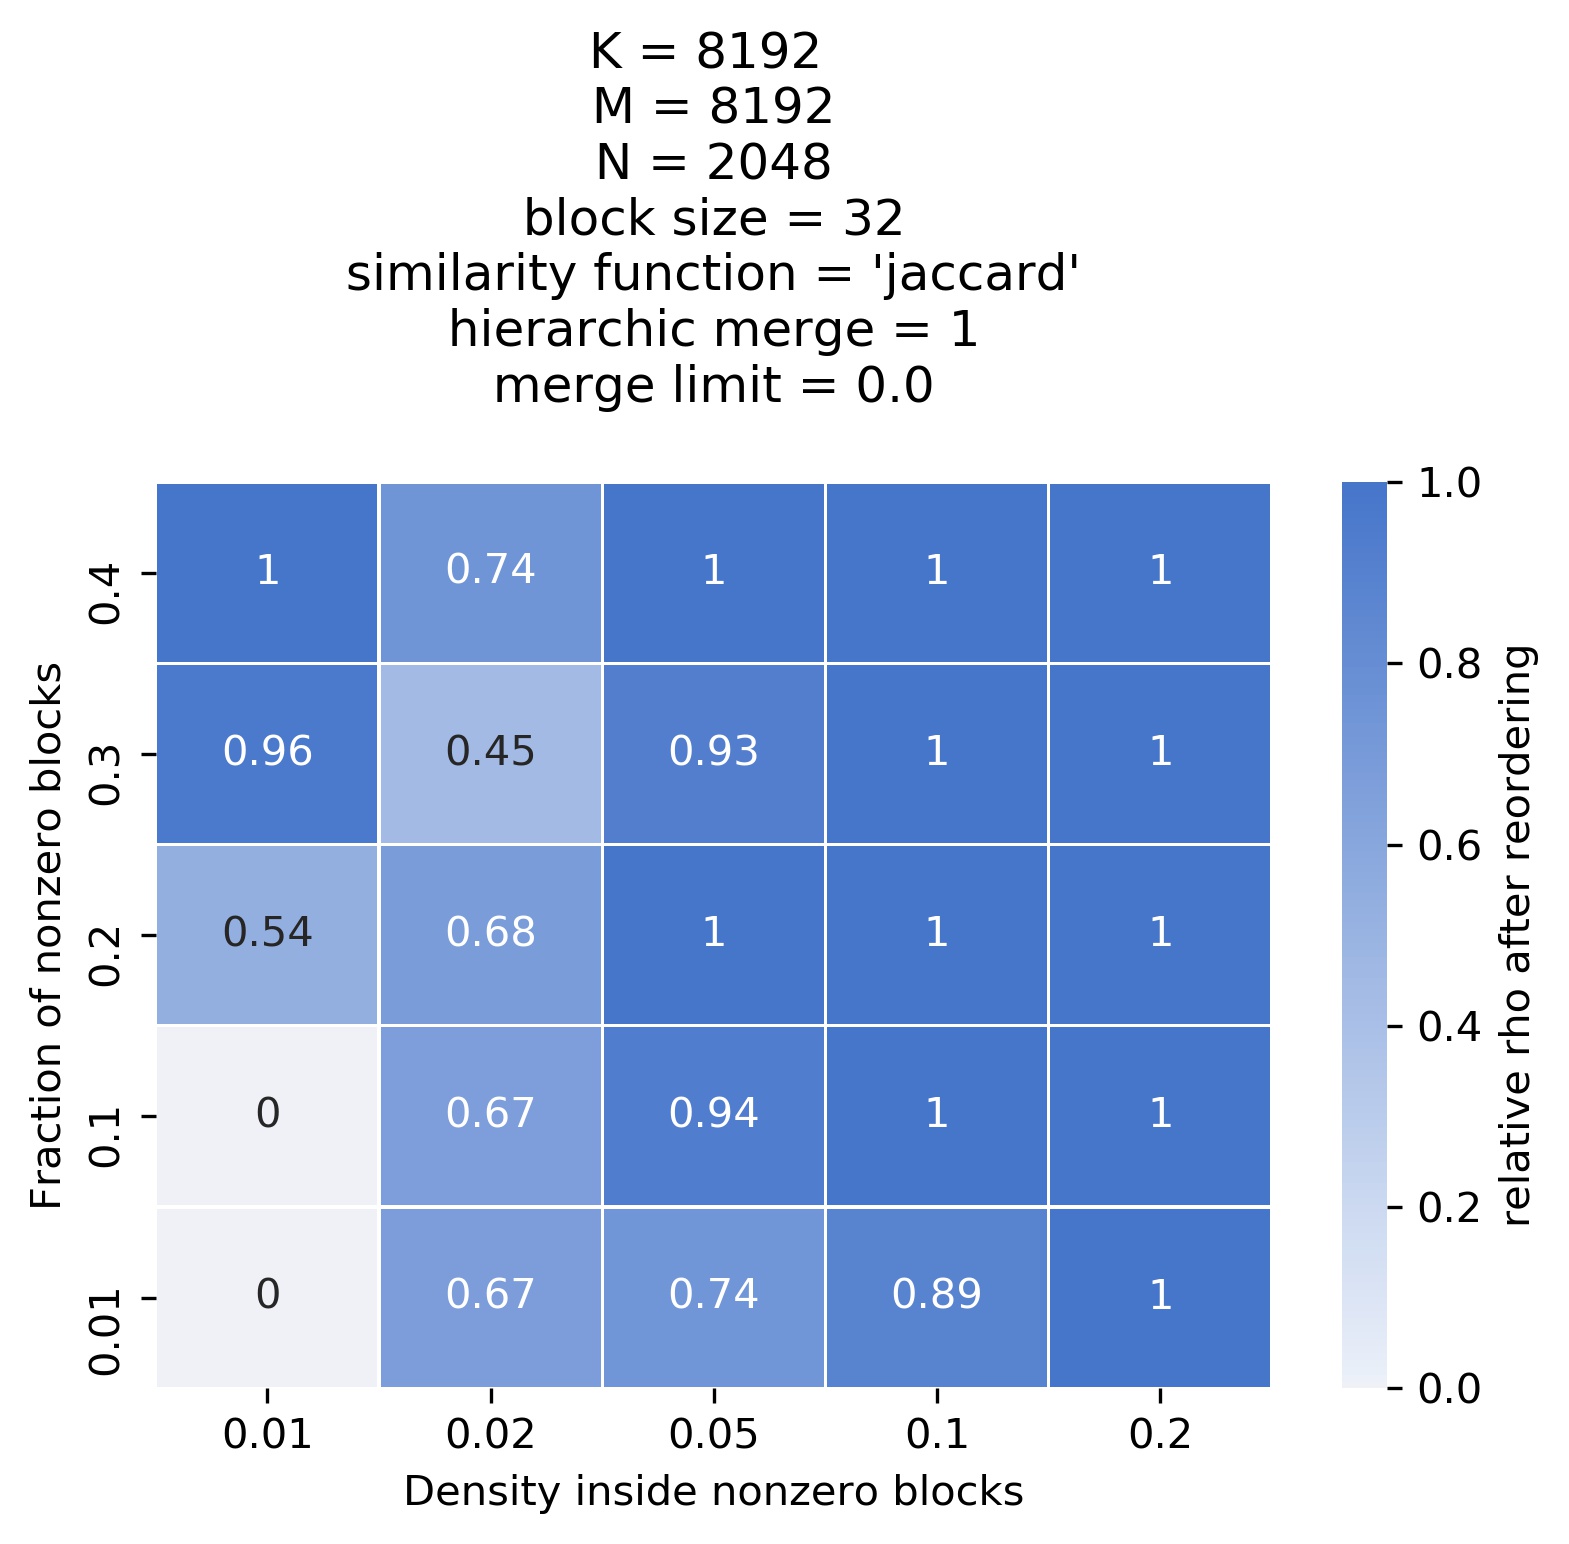 K = 8192
M = 8192
N = 2048
block size = 32
similarity function = 'jaccard'
hierarchic merge = 1
merge limit = 0.0
1 0.74 1 1 1
0.96 0.45 0.93 1 1
0.54 0.68 1 1 1
0 0.67 0.94 1 1
0 0.67 0.74 0.89 1
0.4
0.3
0.2
0.1
0.01
Fraction of nonzero blocks
0.01 0.02 0.05 0.1 0.2
Density inside nonzero blocks
1.0
0.8
0.6
0.4
0.2
0.0
relative rho after reordering